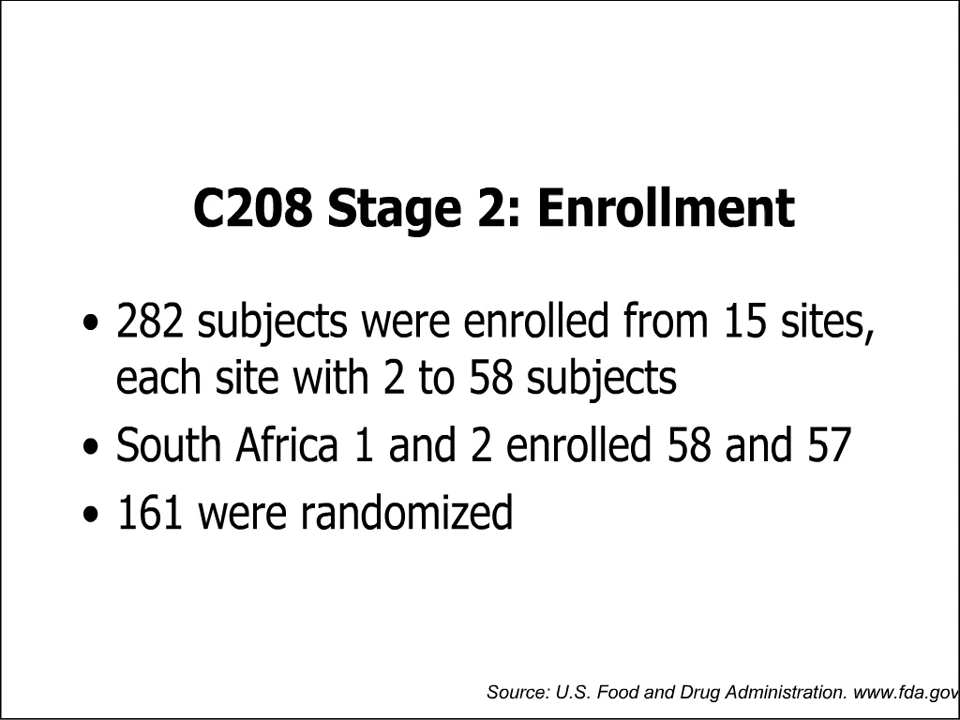 C208 Stage 2: Enrollment
• 282 subjects were enrolled from 15 sites,
each site with 2 to 58 subjects
• South Africa 1 and 2 enrolled 58 and 57
• 161 were randomized
Source: U.S. Food and Drug Administration. www.fda.gov